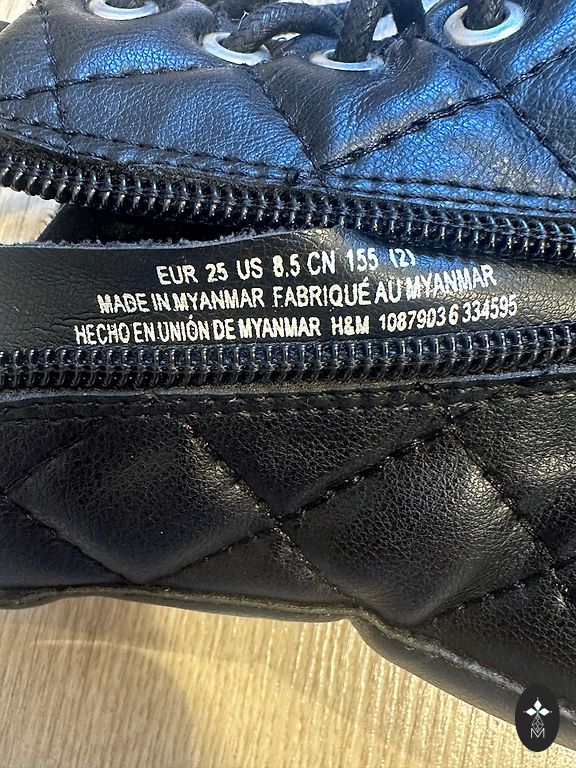 EUR 25 US 8.5 CN 155 (2)
MADE IN MYANMAR FABRIQUÉ AU MYANMAR
HECHO EN UNIÓN DE MYANMAR H&M 1087903 6 334595
M